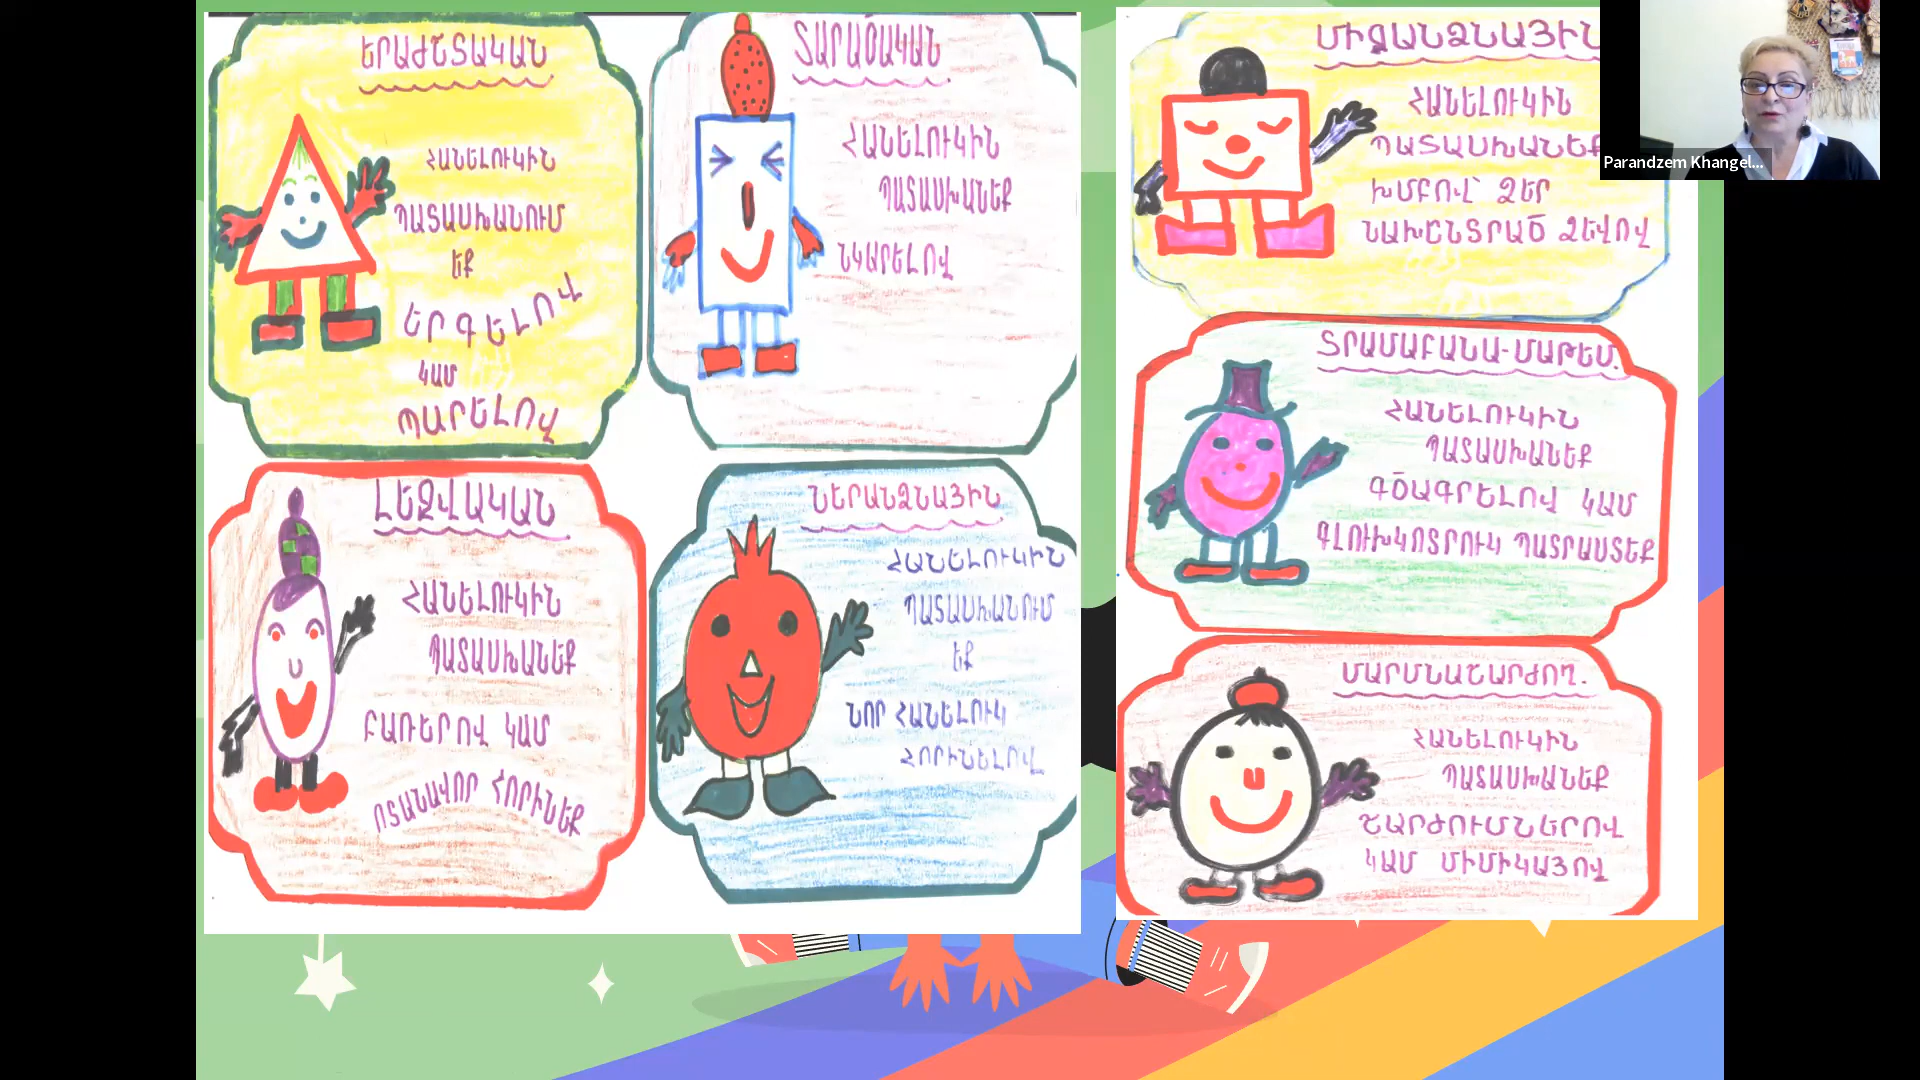 ԵՐԱԺՇՏԱԿԱՆ
ՀԱՆԵԼՈՒԿԻՆ
ՊԱՏԱՍԽԱՆՈՒՄ
ԵՔ
ԵՐԳԵԼՈՎ
ԿԱՄ
ՊԱՐԵԼՈՎ
ՏԱՐԱԾԱԿԱՆ
ՀԱՆԵԼՈՒԿԻՆ
ՊԱՏԱՍԽԱՆԵՔ
ՆԿԱՐԵԼՈՎ
ԼԵԶՎԱԿԱՆ
ՀԱՆԵԼՈՒԿԻՆ
ՊԱՏԱՍԽԱՆԵՔ
ԲԱՌԵՐՈՎ ԿԱՄ
ՈՏԱՆԱՎՈՐ ՀՈՐԻՆԵՔ
ՆԵՐԱՆՁՆԱՅԻՆ
ՀԱՆԵԼՈՒԿԻՆ
ՊԱՏԱՍԽԱՆՈՒՄ
ԵՔ
ՆՈՐ ՀԱՆԵԼՈՒԿ
ՀՈՐԻՆԵԼՈՎ
ՄԻՋԱՆՁՆԱՅԻՆ
ՀԱՆԵԼՈՒԿԻՆ
ՊԱՏԱՍԽԱՆԵՔ
ԽՄԲՈՎ՝ ՁԵՐ
ՆԱԽԸՆՏՐԱԾ ՁԵՎՈՎ
ՏՐԱՄԱԲԱՆԱ-ՄԱԹԵՄ.
ՀԱՆԵԼՈՒԿԻՆ
ՊԱՏԱՍԽԱՆԵՔ
ԳԾԱԳՐԵԼՈՎ ԿԱՄ
ԳԼՈՒԽԿՈՏՐՈՒԿ ՊԱՏՐԱՍՏԵՔ
ՄԱՐՄՆԱՇԱՐԺՈՂ.
ՀԱՆԵԼՈՒԿԻՆ
ՊԱՏԱՍԽԱՆԵՔ
ՇԱՐԺՈՒՄՆԵՐՈՎ
ԿԱՄ ՄԻՄԻԿԱՅՈՎ
Parandzem Khangel...